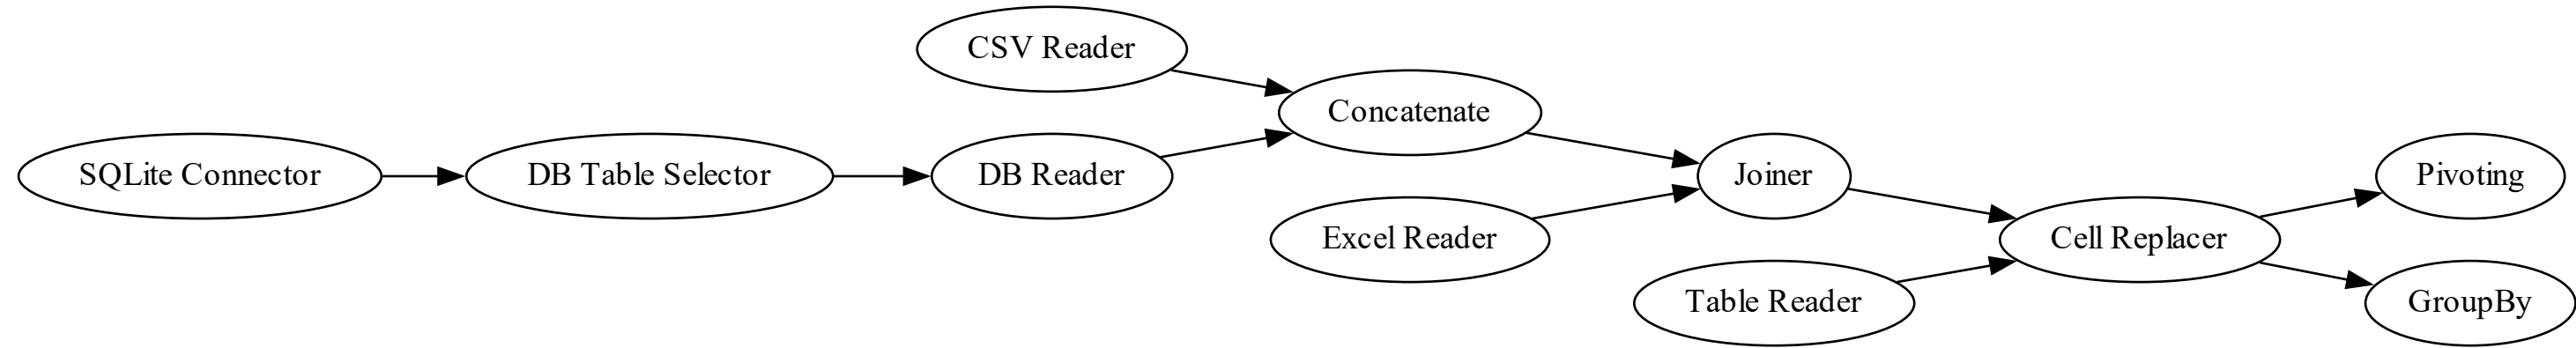 CSV Reader
Concatenate
SQLite Connector
DB Table Selector
DB Reader
Joiner
Pivoting
Excel Reader
Cell Replacer
Table Reader
GroupBy